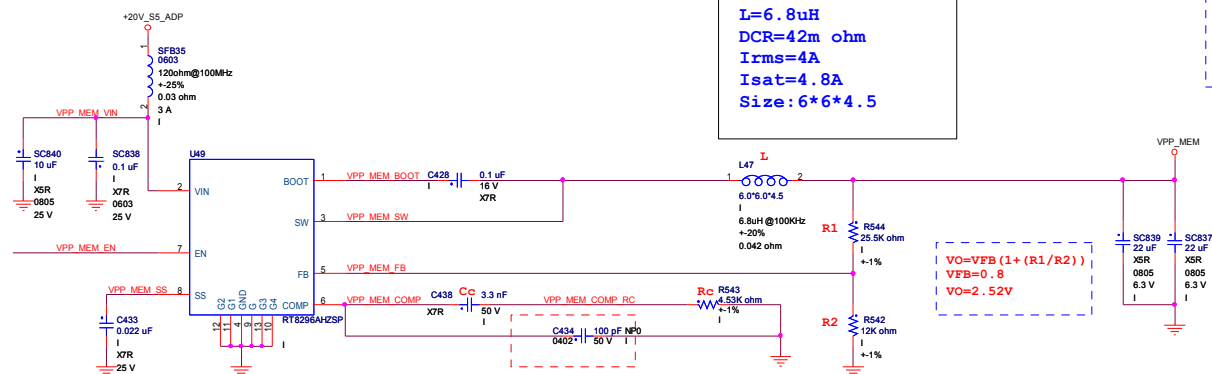 +20V_S5_ADP
1
SFB35
0603
120ohm@100MHz
+-25%
0.03 ohm
3 A
I
2
VPP_MEM_VIN
SC840
10 uF
I
X5R
0805
25 V
SC838
0.1 uF
I
X7R
0603
25 V
U49
2
VIN
VPP_MEM_EN
7
EN
VPP_MEM_SS
8
SS
C433
0.022 uF
I
X7R
25 V
G2
G1
GND
G
G3
G4
12
11
4
9
13
10
BOOT
1
VPP_MEM_BOOT
SW
3
VPP_MEM_SW
FB
5
VPP_MEM_FB
COMP
6
VPP_MEM_COMP
RT8296AHZSP
I
C428
I
0.1 uF
16 V
X7R
C438
X7R
Cc
3.3 nF
50 V
I
VPP_MEM_COMP_RC
Rc
R543
4.53K ohm
+-1%
I
C434
0402
100 pF
50 V
NP0
I
L=6.8uH
DCR=42m ohm
Irms=4A
Isat=4.8A
Size:6*6*4.5
L
L47
1
2
6.0*6.0*4.5
I
6.8uH @100KHz
+-20%
0.042 ohm
R1
R544
25.5K ohm
I
+-1%
R2
R542
12K ohm
I
+-1%
VO=VFB(1+(R1/R2))
VFB=0.8
VO=2.52V
VPP_MEM
SC839
22 uF
X5R
0805
6.3 V
I
SC837
22 uF
X5R
0805
6.3 V
I